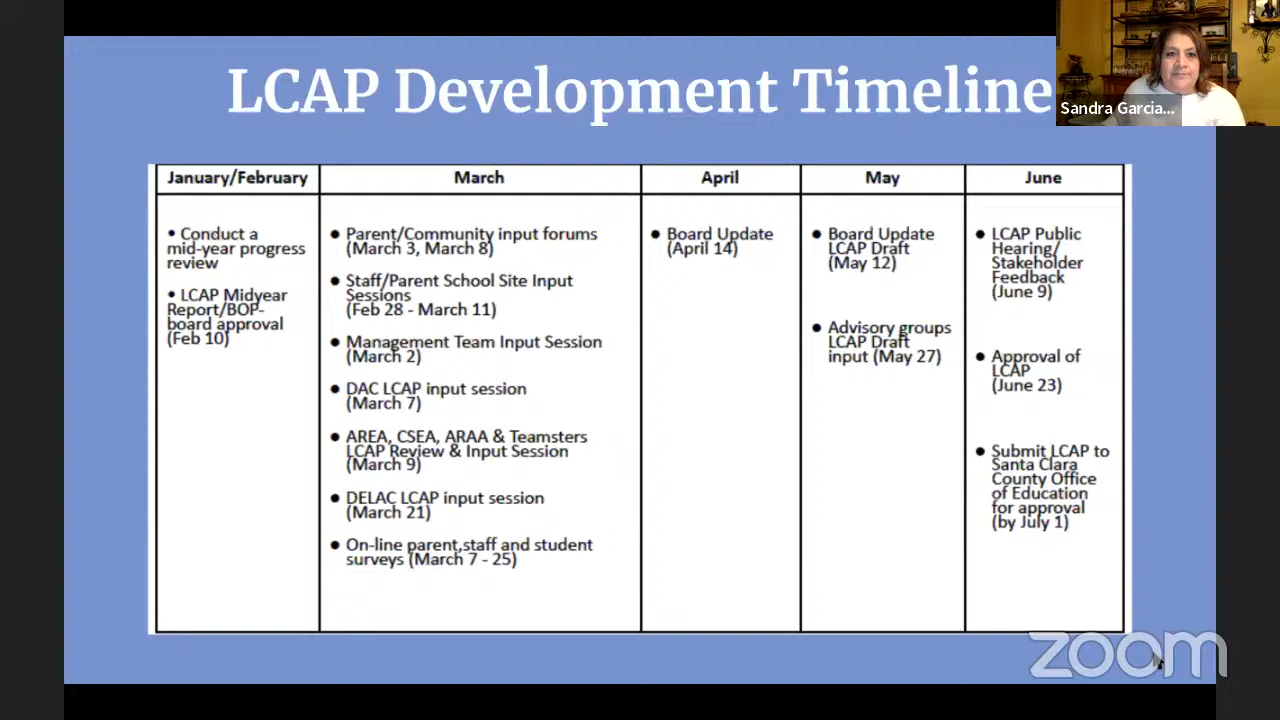 LCAP Development Timeline
Sandra Garcia...
January/February
March
April
May
June
• Conduct a
mid-year progress
review
• LCAP Midyear
Report/BOP-
board approval
(Feb 10)
● Parent/Community input forums
(March 3, March 8)
● Staff/Parent School Site Input
Sessions
(Feb 28 - March 11)
● Management Team Input Session
(March 2)
● DAC LCAP input session
(March 7)
● AREA, CSEA, ARAA & Teamsters
LCAP Review & Input Session
(March 9)
● DELAC LCAP input session
(March 21)
● On-line parent,staff and student
surveys (March 7 - 25)
● Board Update
(April 14)
● Board Update
LCAP Draft
(May 12)
● Advisory groups
LCAP Draft
input (May 27)
● LCAP Public
Hearing/
Stakeholder
Feedback
(June 9)
● Approval of
LCAP
(June 23)
● Submit LCAP to
Santa Clara
County Office
of Education
for approval
(by July 1)
zoom